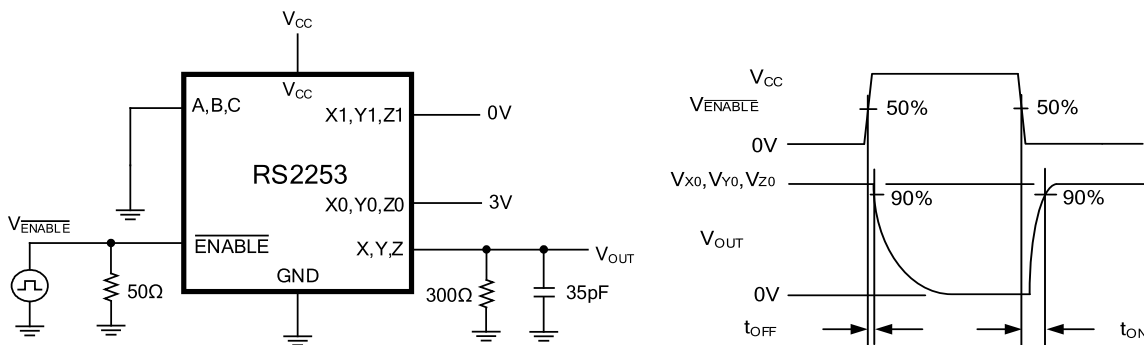 VCC
VCC
A,B,C
X1,Y1,Z1
0V
RS2253
X0,Y0,Z0
3V
VENABLE
ENABLE
X,Y,Z
VOUT
GND
50Ω
300Ω
35pF
VCC
VENABLE
50%
50%
0V
VX0,VY0,VZ0
90%
90%
VOUT
0V
tOFF
tON